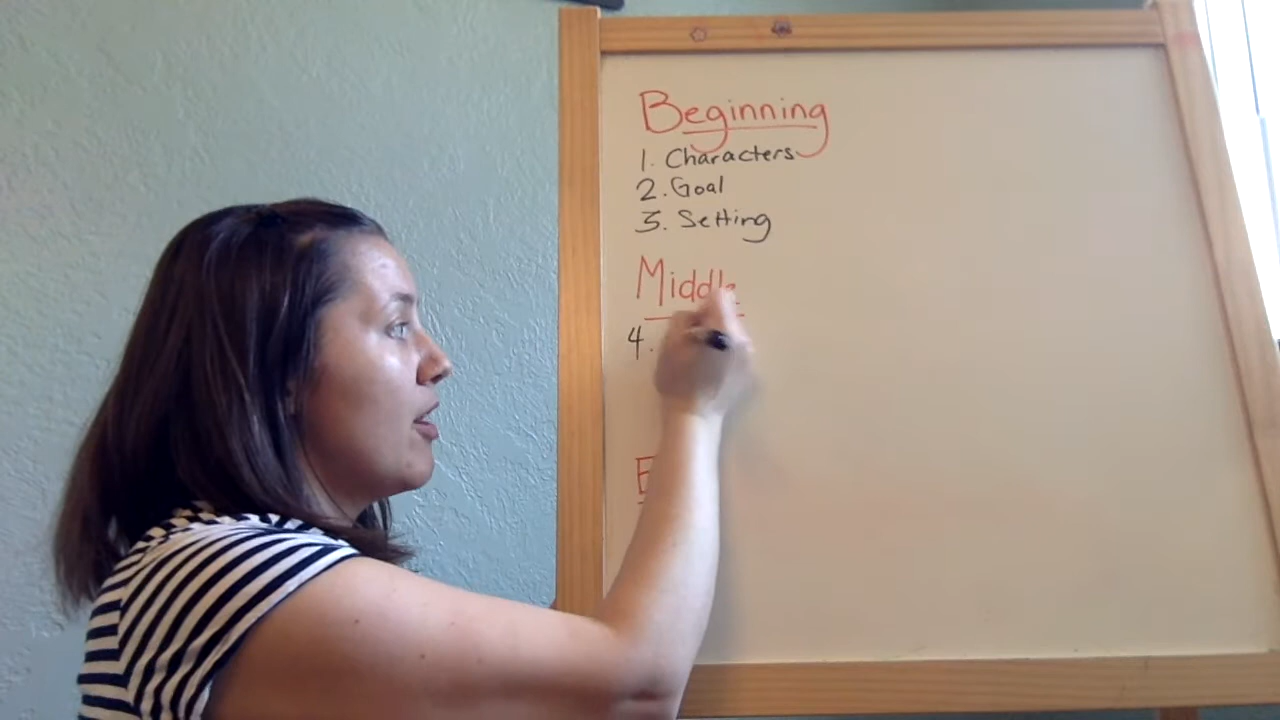 Beginning
1. Characters
2. Goal
3. Setting
Middle
4.
E